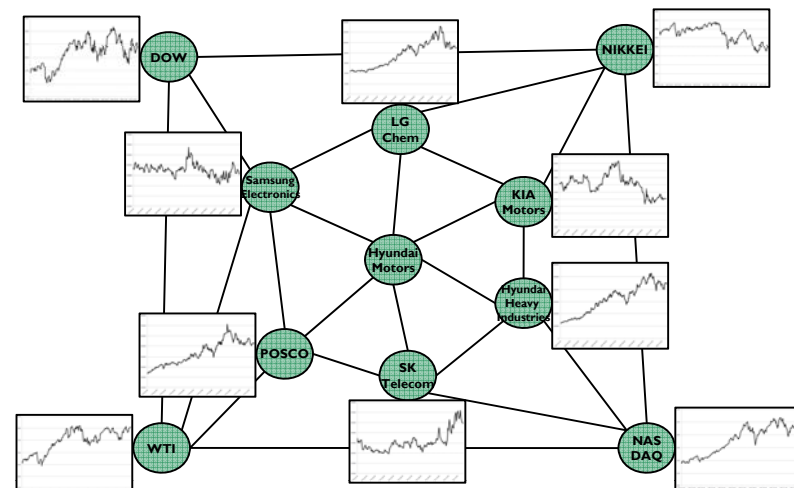 DOW
NIKKEI
LG
Chem
Samsung
Electronics
KIA
Motors
Hyundai
Motors
Hyundai
Heavy
Industries
POSCO
SK
Telecom
WTI
NAS
DAQ